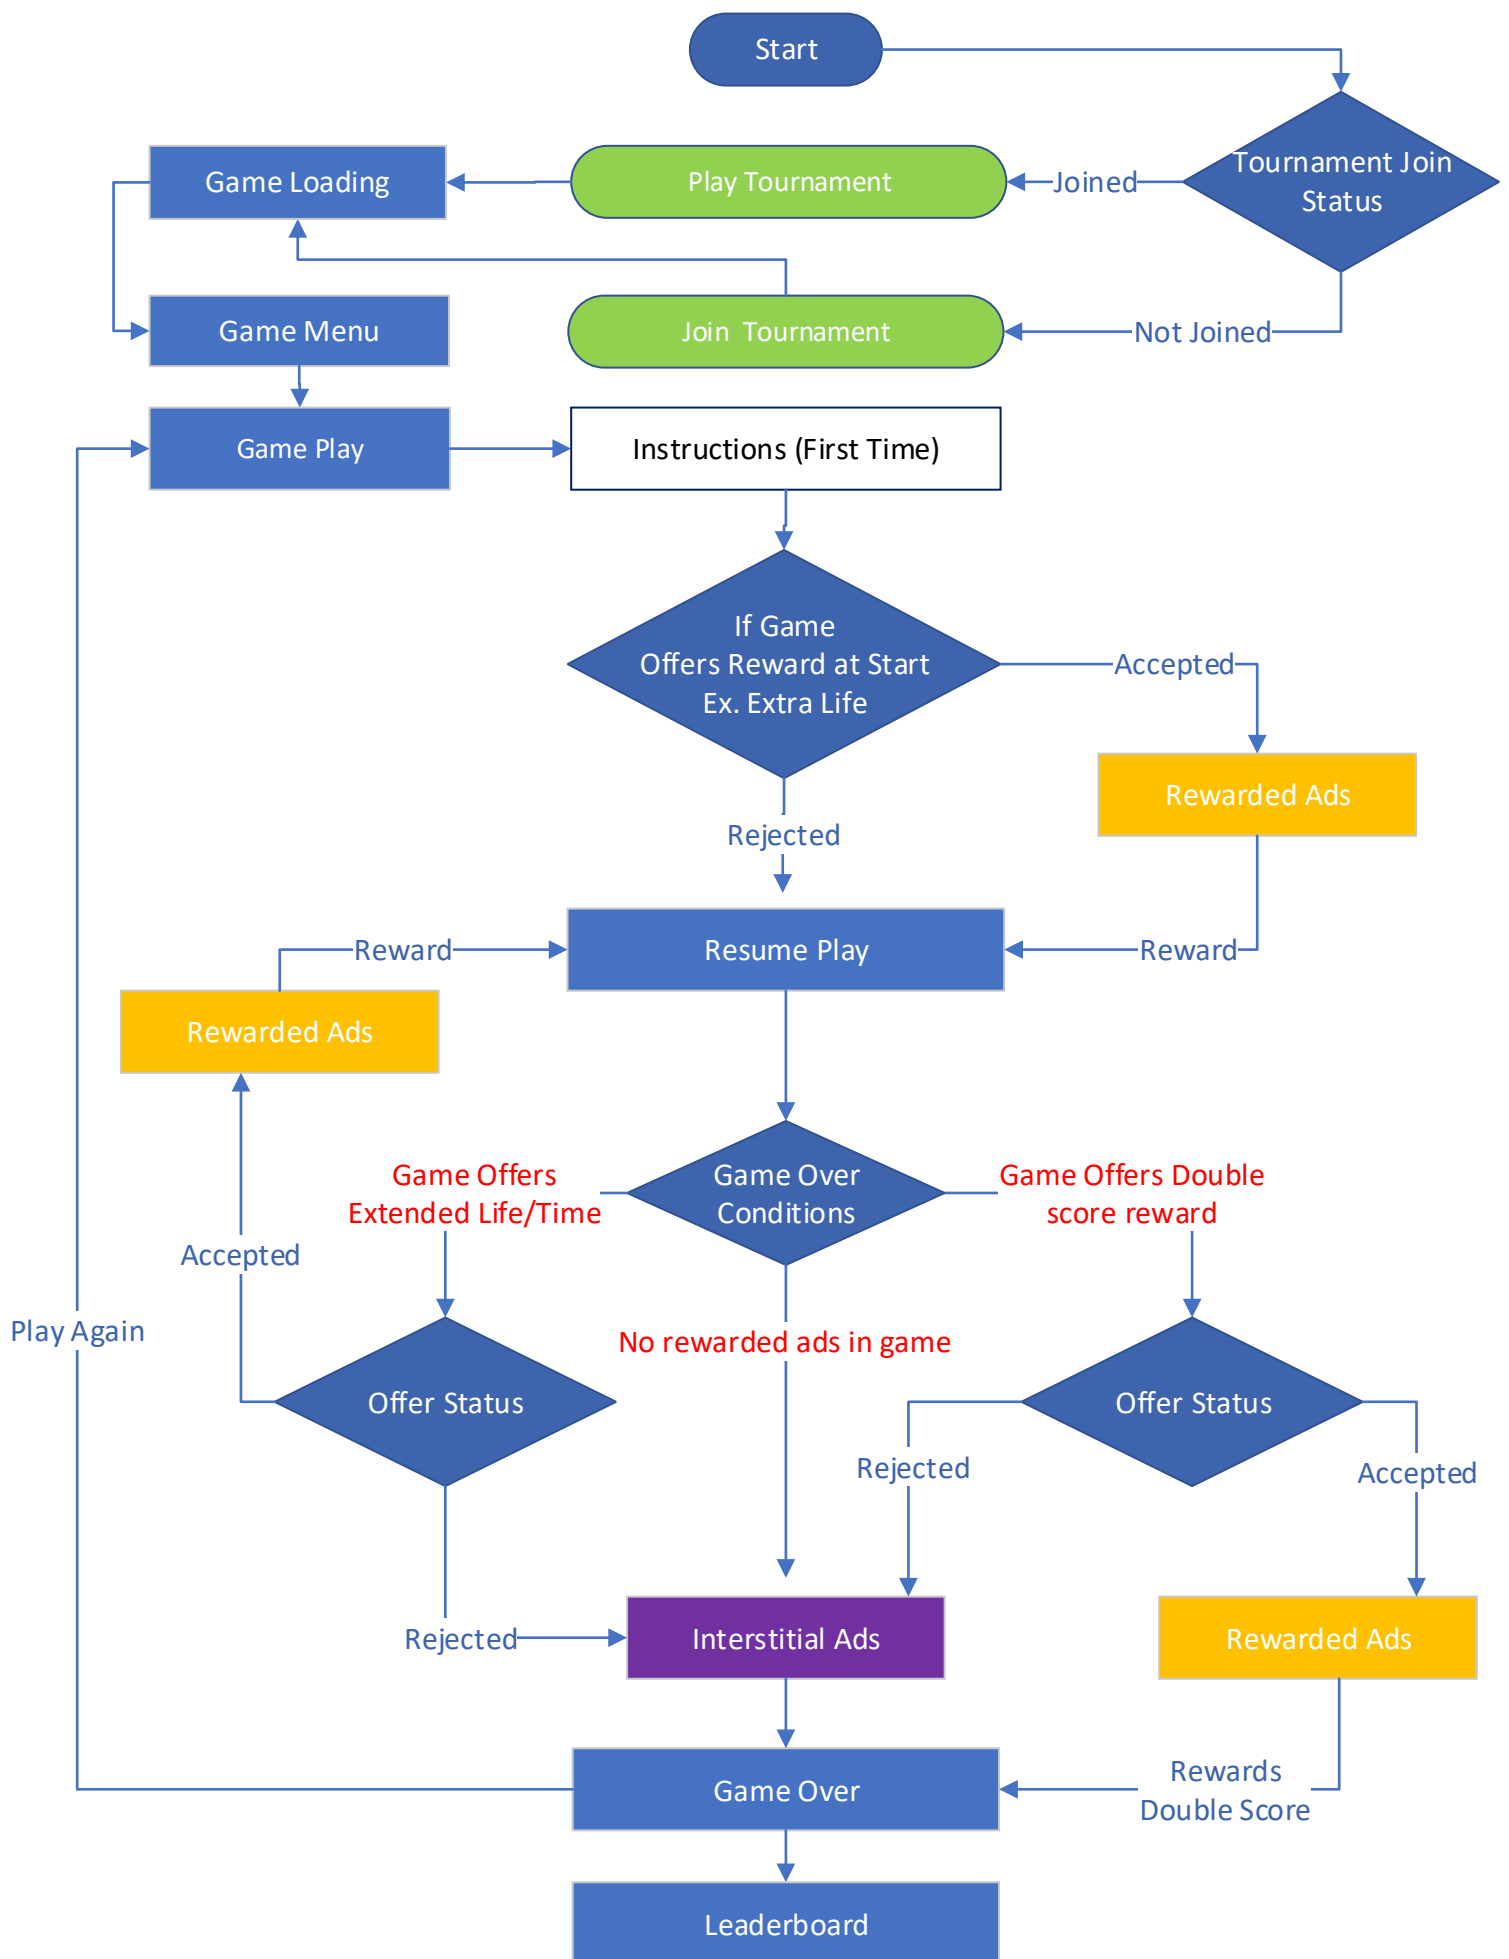 Start
Tournament Join
Status
Joined
Play Tournament
Game Loading
Not Joined
Join Tournament
Game Menu
Game Play
Instructions (First Time)
If Game
Offers Reward at Start
Ex. Extra Life
Accepted
Rewarded Ads
Rejected
Reward
Resume Play
Reward
Rewarded Ads
Game Over
Conditions
Game Offers
Extended Life/Time
Game Offers Double
score reward
Accepted
Play Again
No rewarded ads in game
Offer Status
Offer Status
Rejected
Accepted
Rejected
Interstitial Ads
Rewarded Ads
Game Over
Rewards
Double Score
Leaderboard